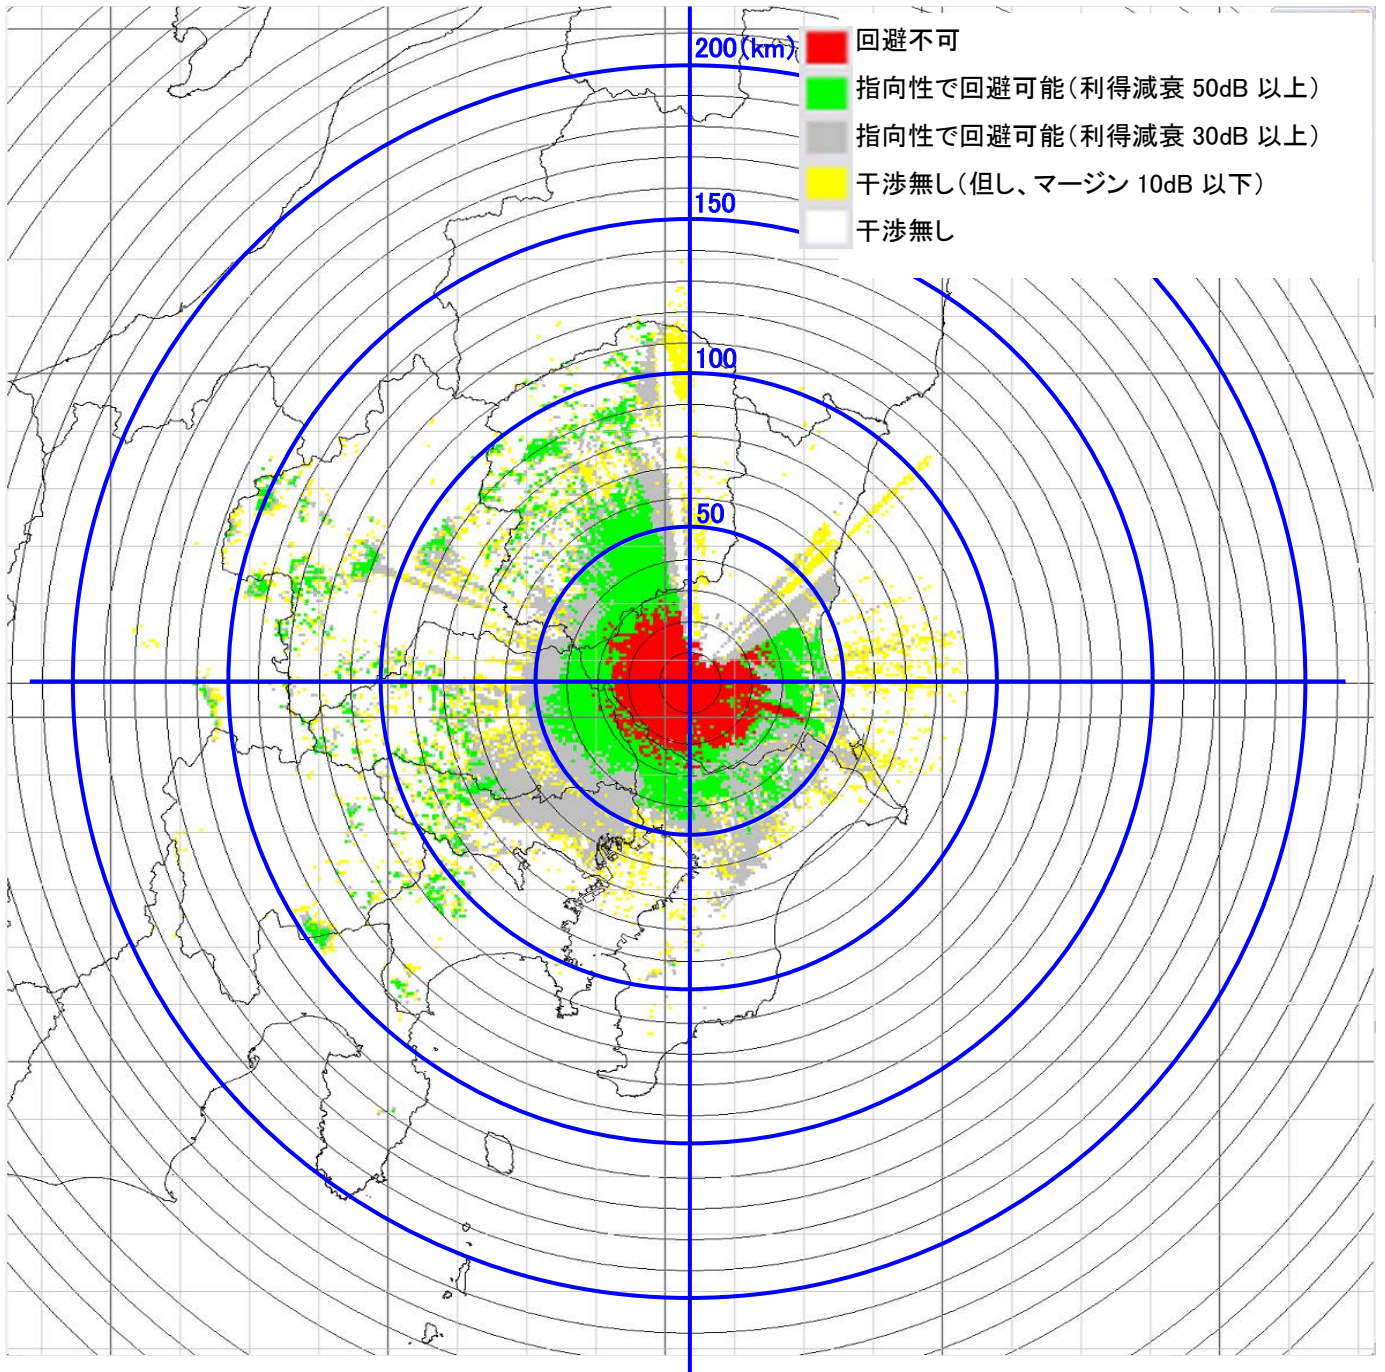 200(km)
回避不可
指向性で回避可能(利得減衰 50dB 以上)
指向性で回避可能(利得減衰 30dB 以上)
干渉無し(但し、マージン 10dB 以下)
干渉無し
150
100
50